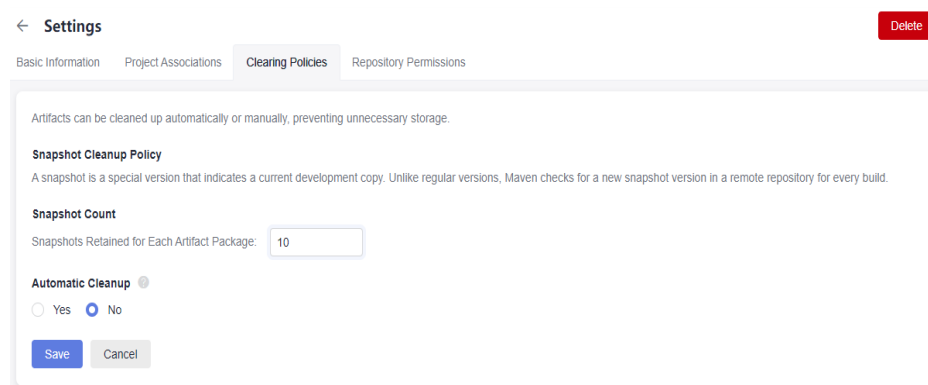 ← Settings
Delete
Basic Information Project Associations Clearing Policies Repository Permissions
Artifacts can be cleaned up automatically or manually, preventing unnecessary storage.
Snapshot Cleanup Policy
A snapshot is a special version that indicates a current development copy. Unlike regular versions, Maven checks for a new snapshot version in a remote repository for every build.
Snapshot Count
Snapshots Retained for Each Artifact Package: 10
Automatic Cleanup ?
Yes No
Save Cancel